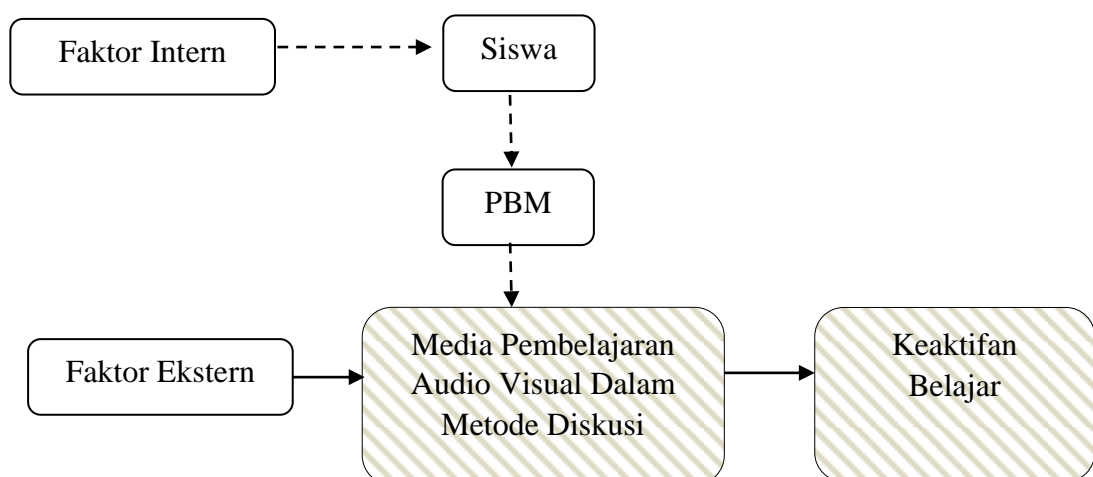 Faktor Intern
Siswa
PBM
Faktor Ekstern
Media Pembelajaran
Audio Visual Dalam
Metode Diskusi
Keaktifan
Belajar